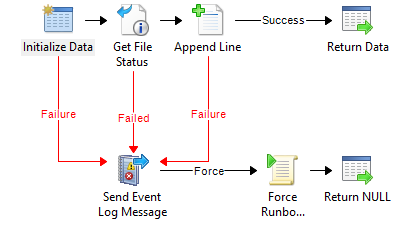 Success
Initialize Data
Get File
Status
Append Line
Return Data
Failure
Failed
Failure
Force
Send Event
Log Message
Force
Runbo...
Return NULL